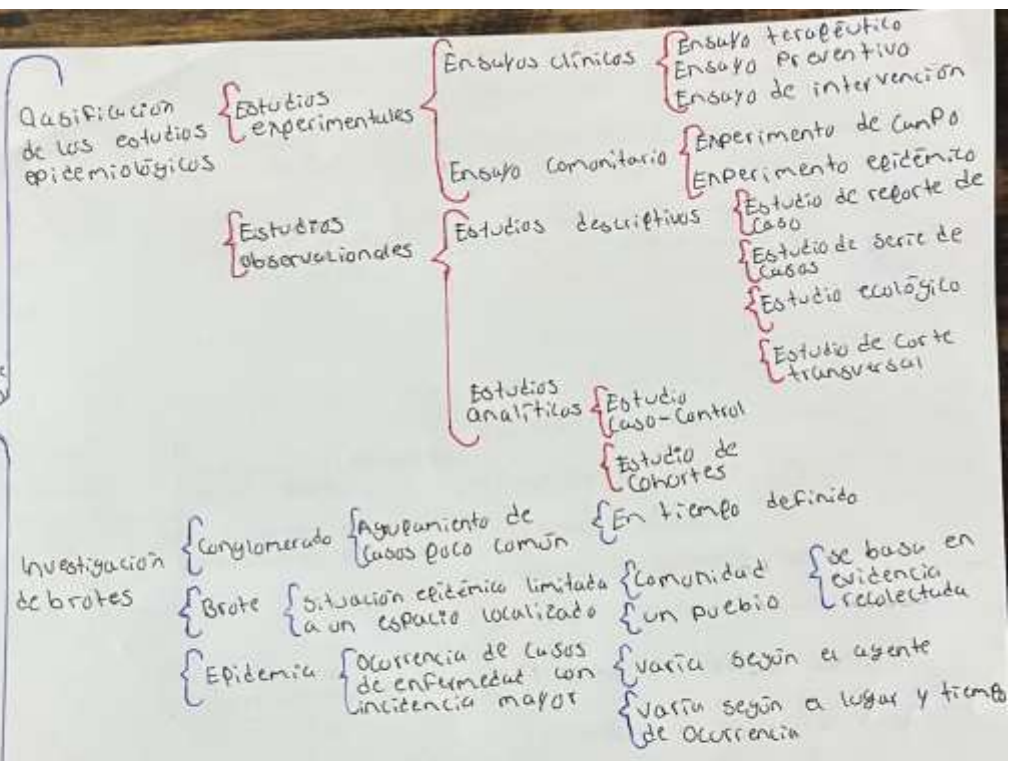 Clasificación
de los estudios
epidemiológicos
Estudios
experimentales
Ensayos clínicos
Ensayo terapéutico
Ensayo Preventivo
Ensayo de intervención
Ensayo Comunitario
Experimento de CamPo
Experimento epidémico
Estudios
observacionales
Estudios descriptivos
Estudio de reporte de
Caso
Estudio de serie de
Casos
Estudio ecológico
Estudio de Corte
transversal
Estudios
analíticos
Estudio
Caso-Control
Estudio de
Cohortes
Investigación
de brotes
Conglomerado
Agrupamiento de
Casos poco común
En tiempo definido
Brote
Situación epidémica limitada
a un espacio localizado
Comunidad
un pueblo
se basa en
evidencia
recolectada
Epidemia
Ocurrencia de casos
de enfermedad con
incidencia mayor
varía según el agente
varía según el lugar y tiempo
de Ocurrencia